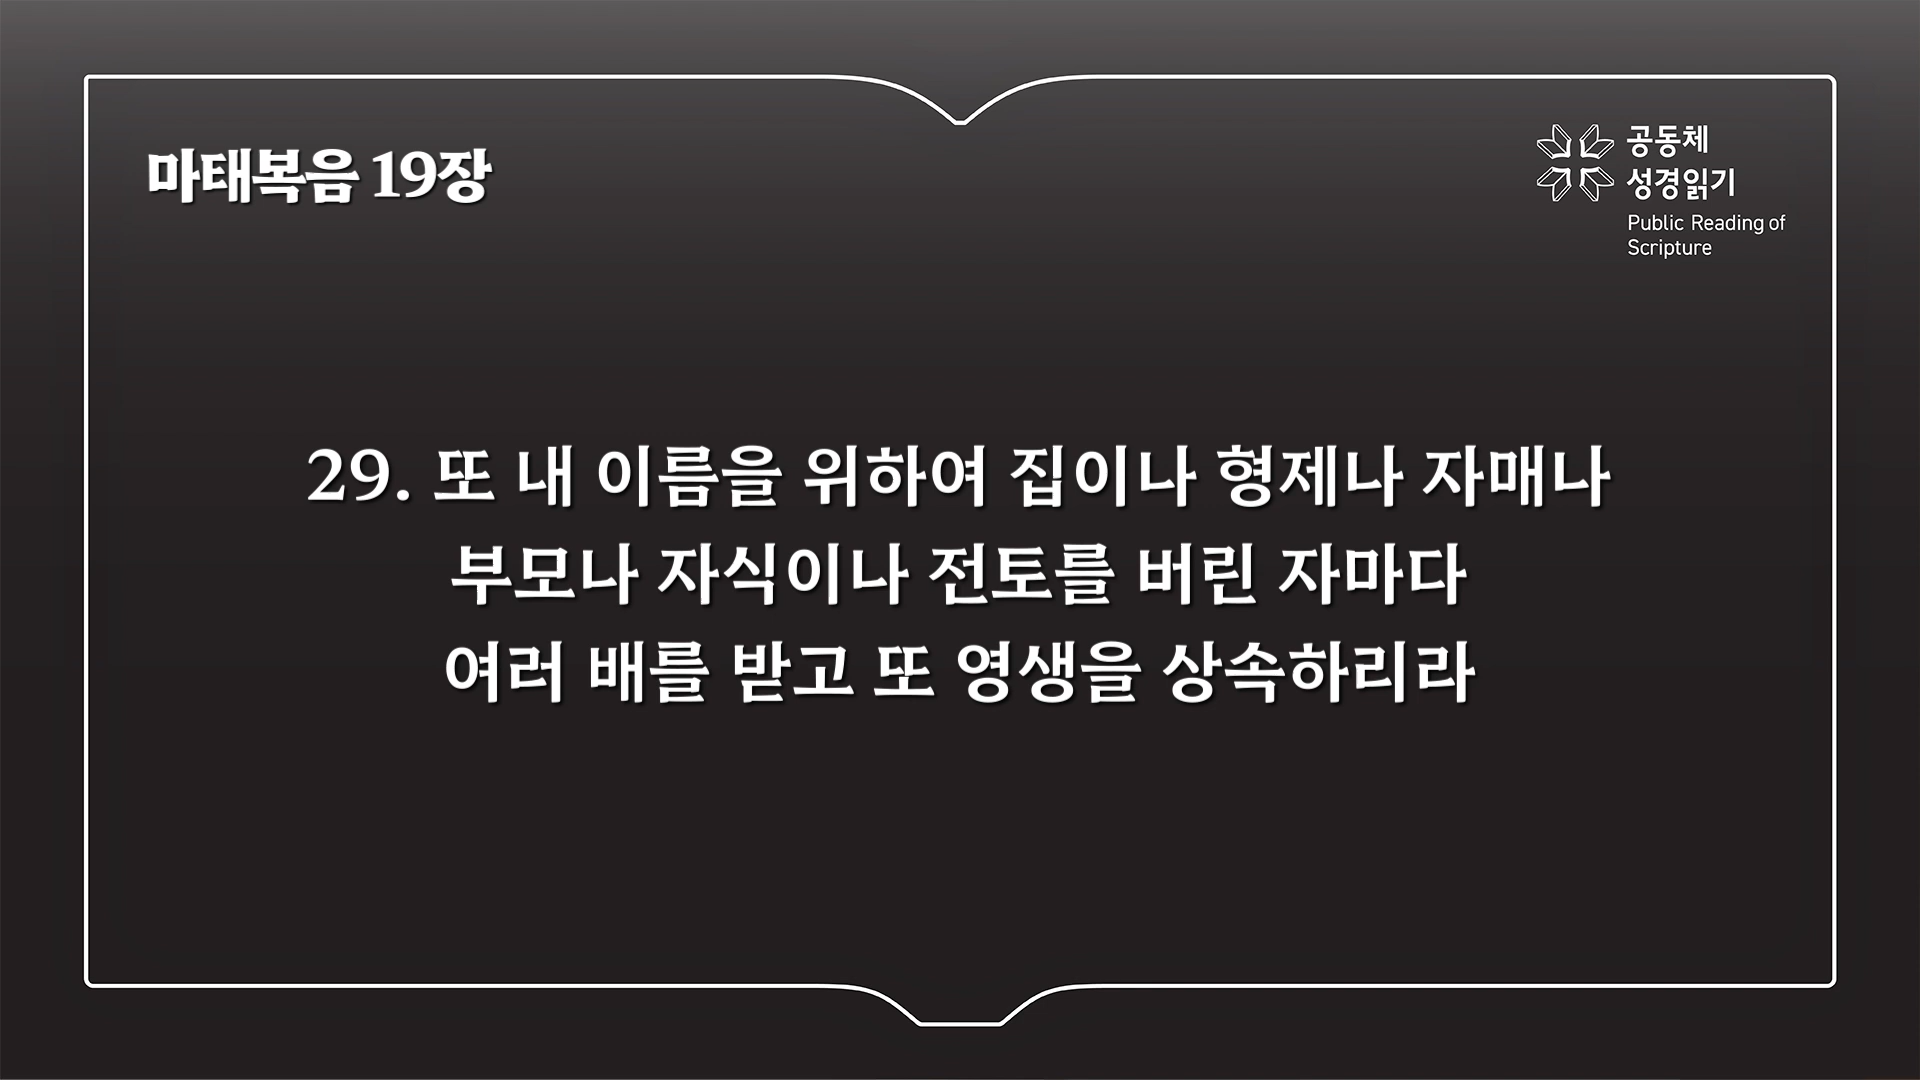 마태복음 19장
공동체
성경읽기
Public Reading of
Scripture
29. 또 내 이름을 위하여 집이나 형제나 자매나
부모나 자식이나 전토를 버린 자마다
여러 배를 받고 또 영생을 상속하리라